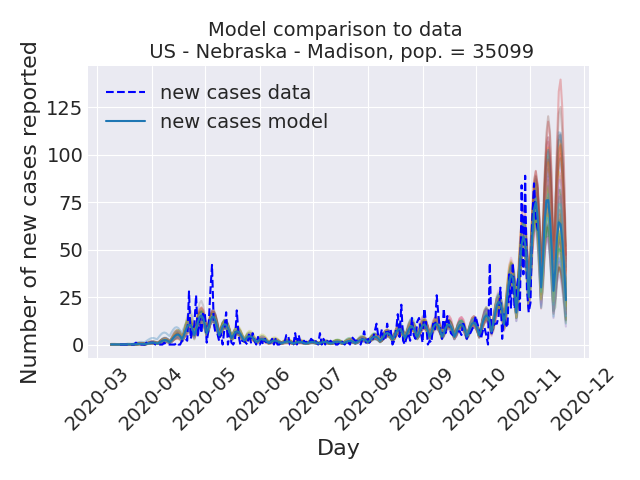 Model comparison to data
US - Nebraska - Madison, pop. = 35099
Number of new cases reported
new cases data
new cases model
125
100
75
50
25
0
2020-03
2020-04
2020-05
2020-06
2020-07
2020-08
2020-09
2020-10
2020-11
2020-12
Day